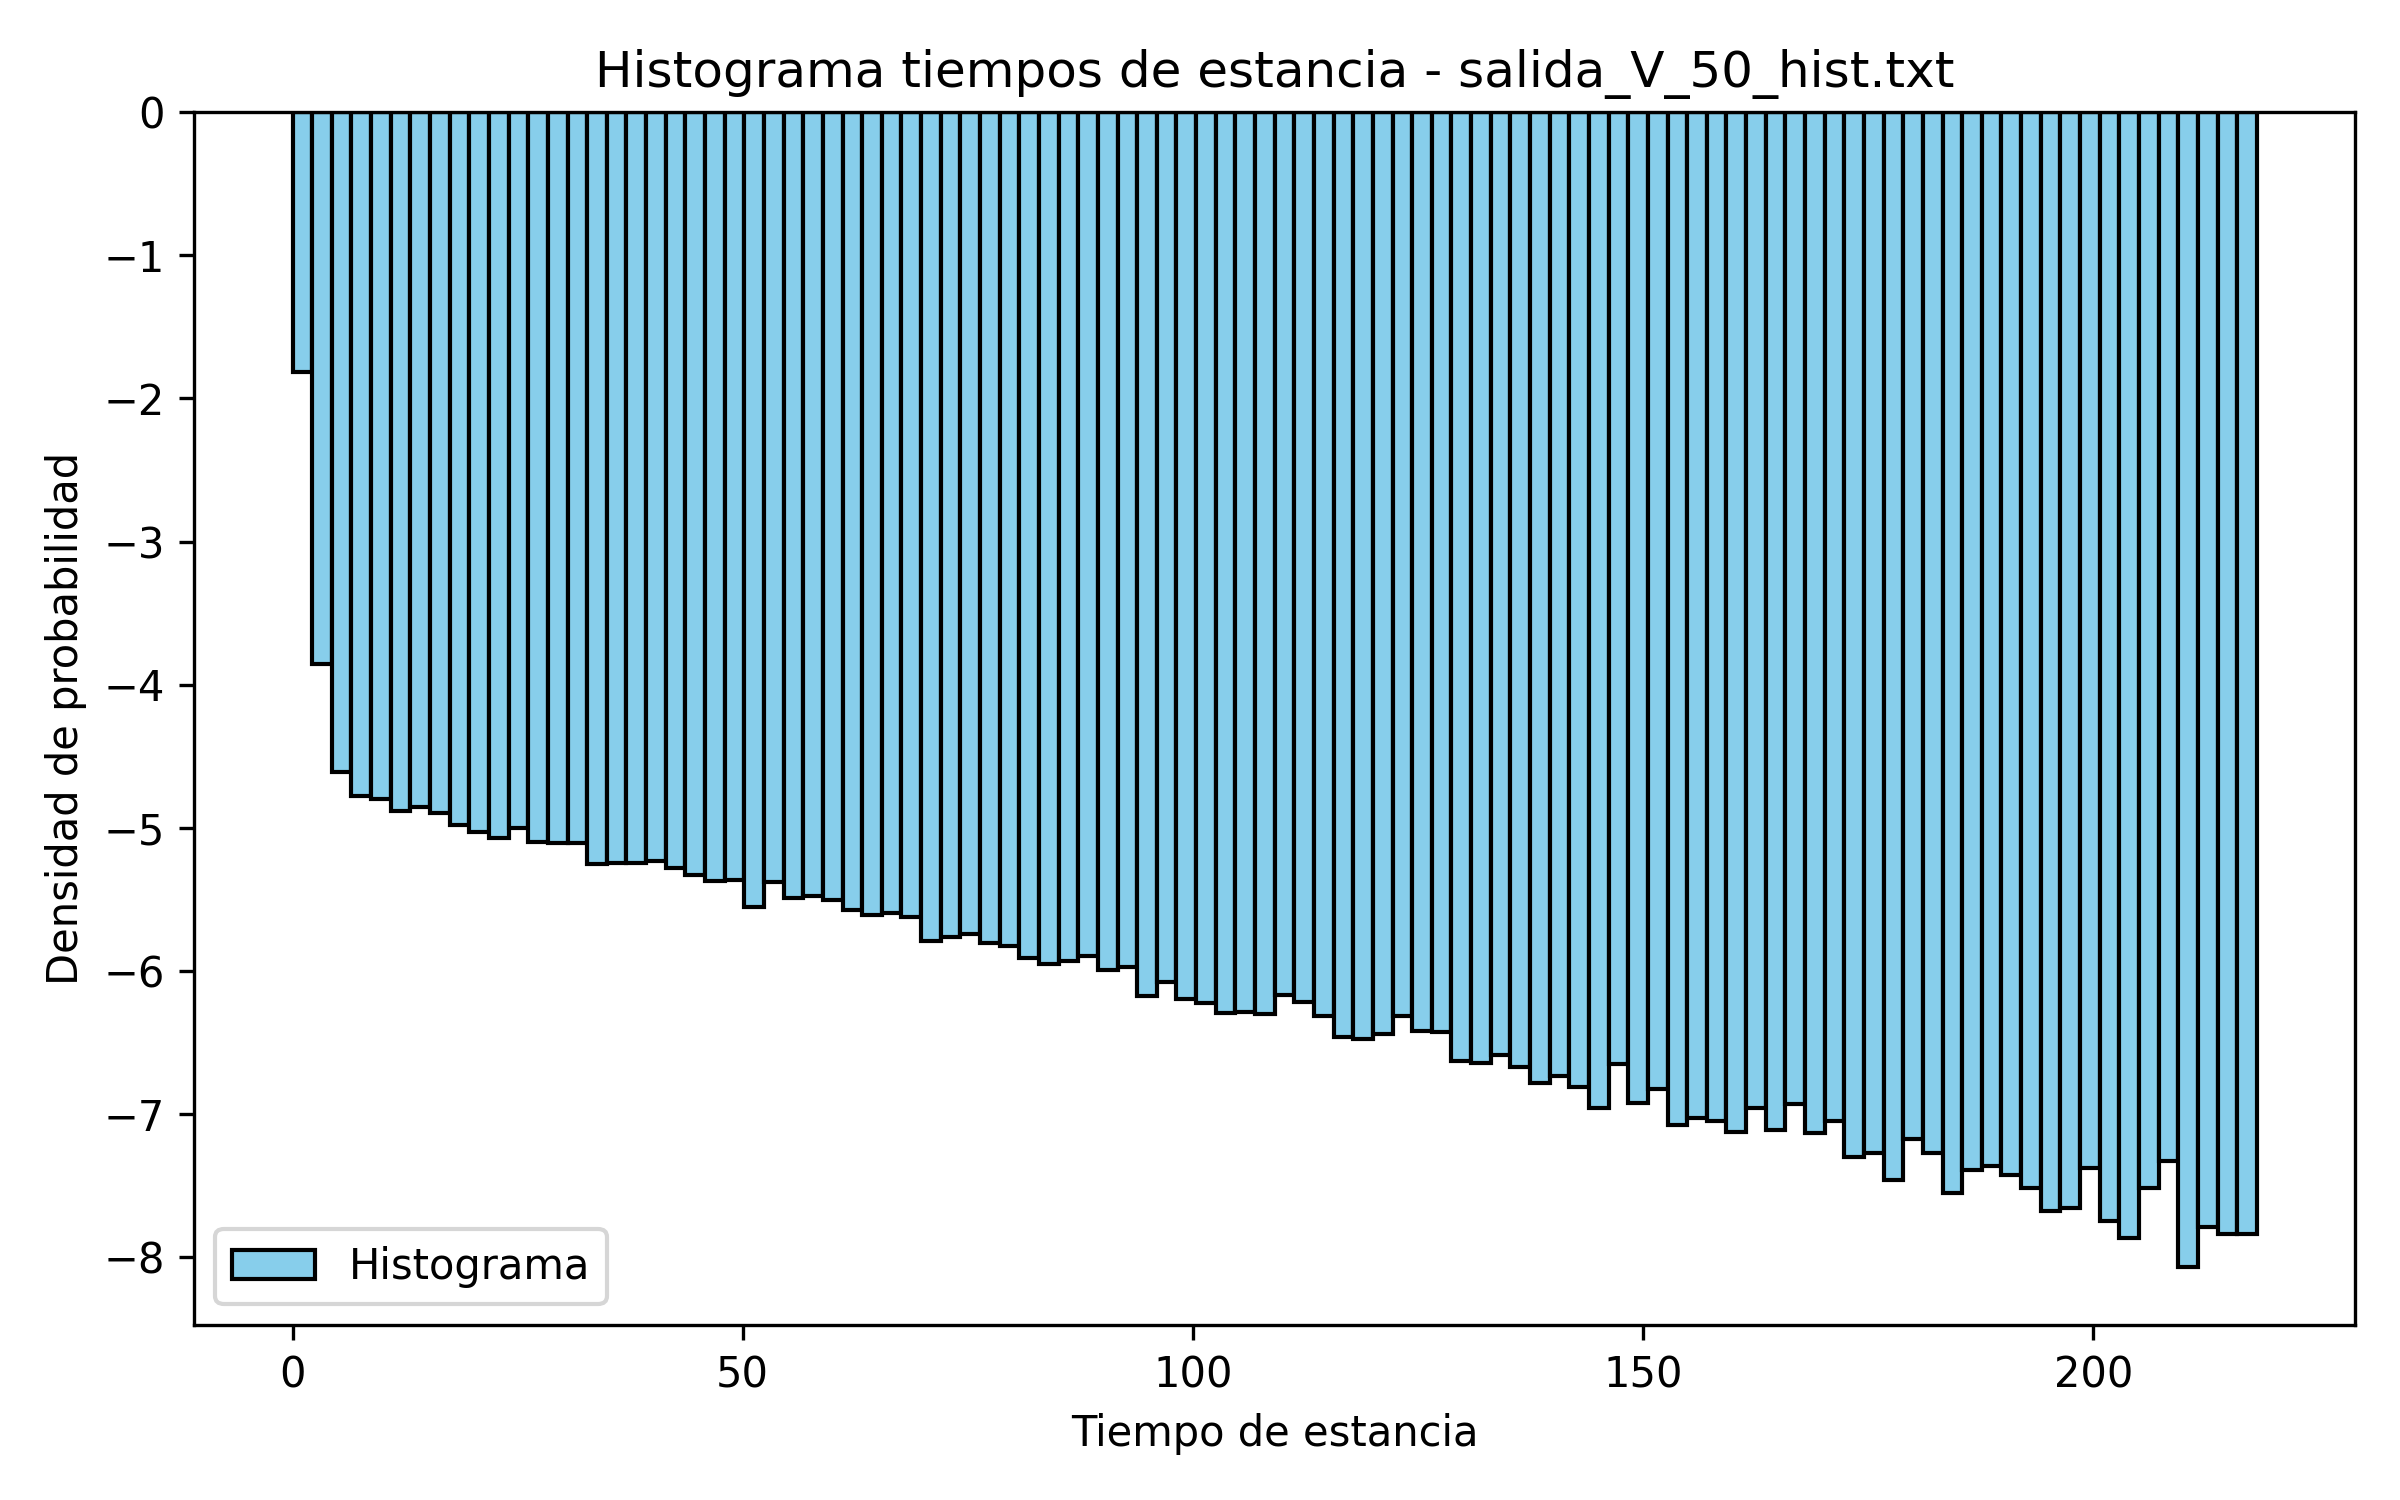 Histograma tiempos de estancia - salida_V_50_hist.txt
0
−1
−2
−3
−4
−5
−6
−7
−8
Densidad de probabilidad
Histograma
0 50 100 150 200
Tiempo de estancia